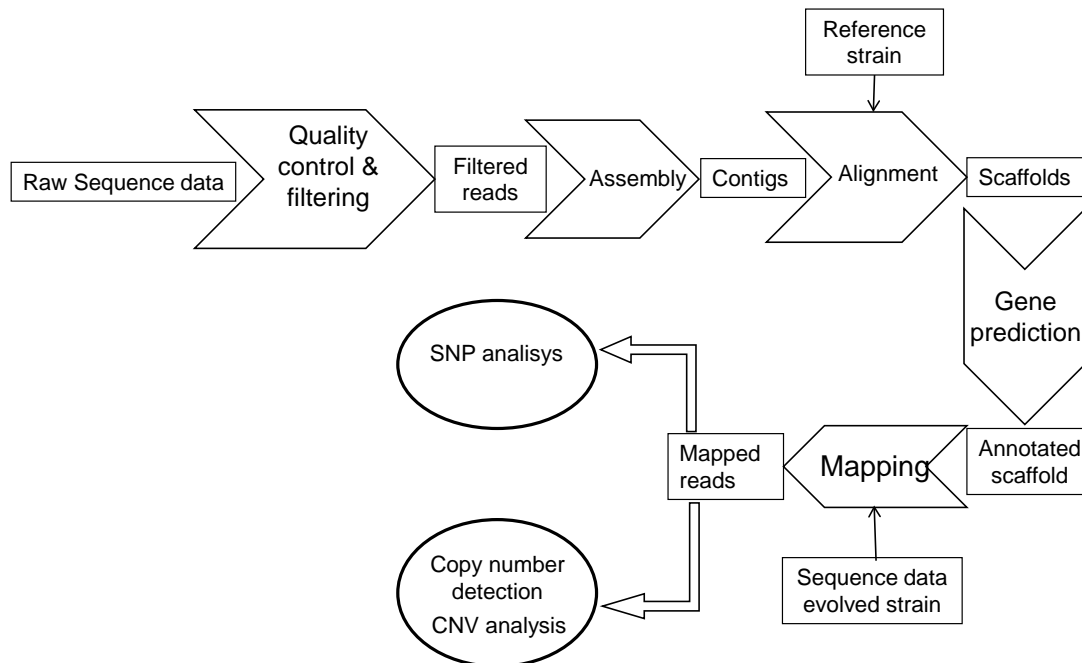 Reference
strain
Raw Sequence data
Quality
control &
filtering
Filtered
reads
Assembly
Contigs
Alignment
Scaffolds
Gene
prediction
Annotated
scaffold
Mapping
Sequence data
evolved strain
Mapped
reads
SNP analisys
Copy number
detection
CNV analysis